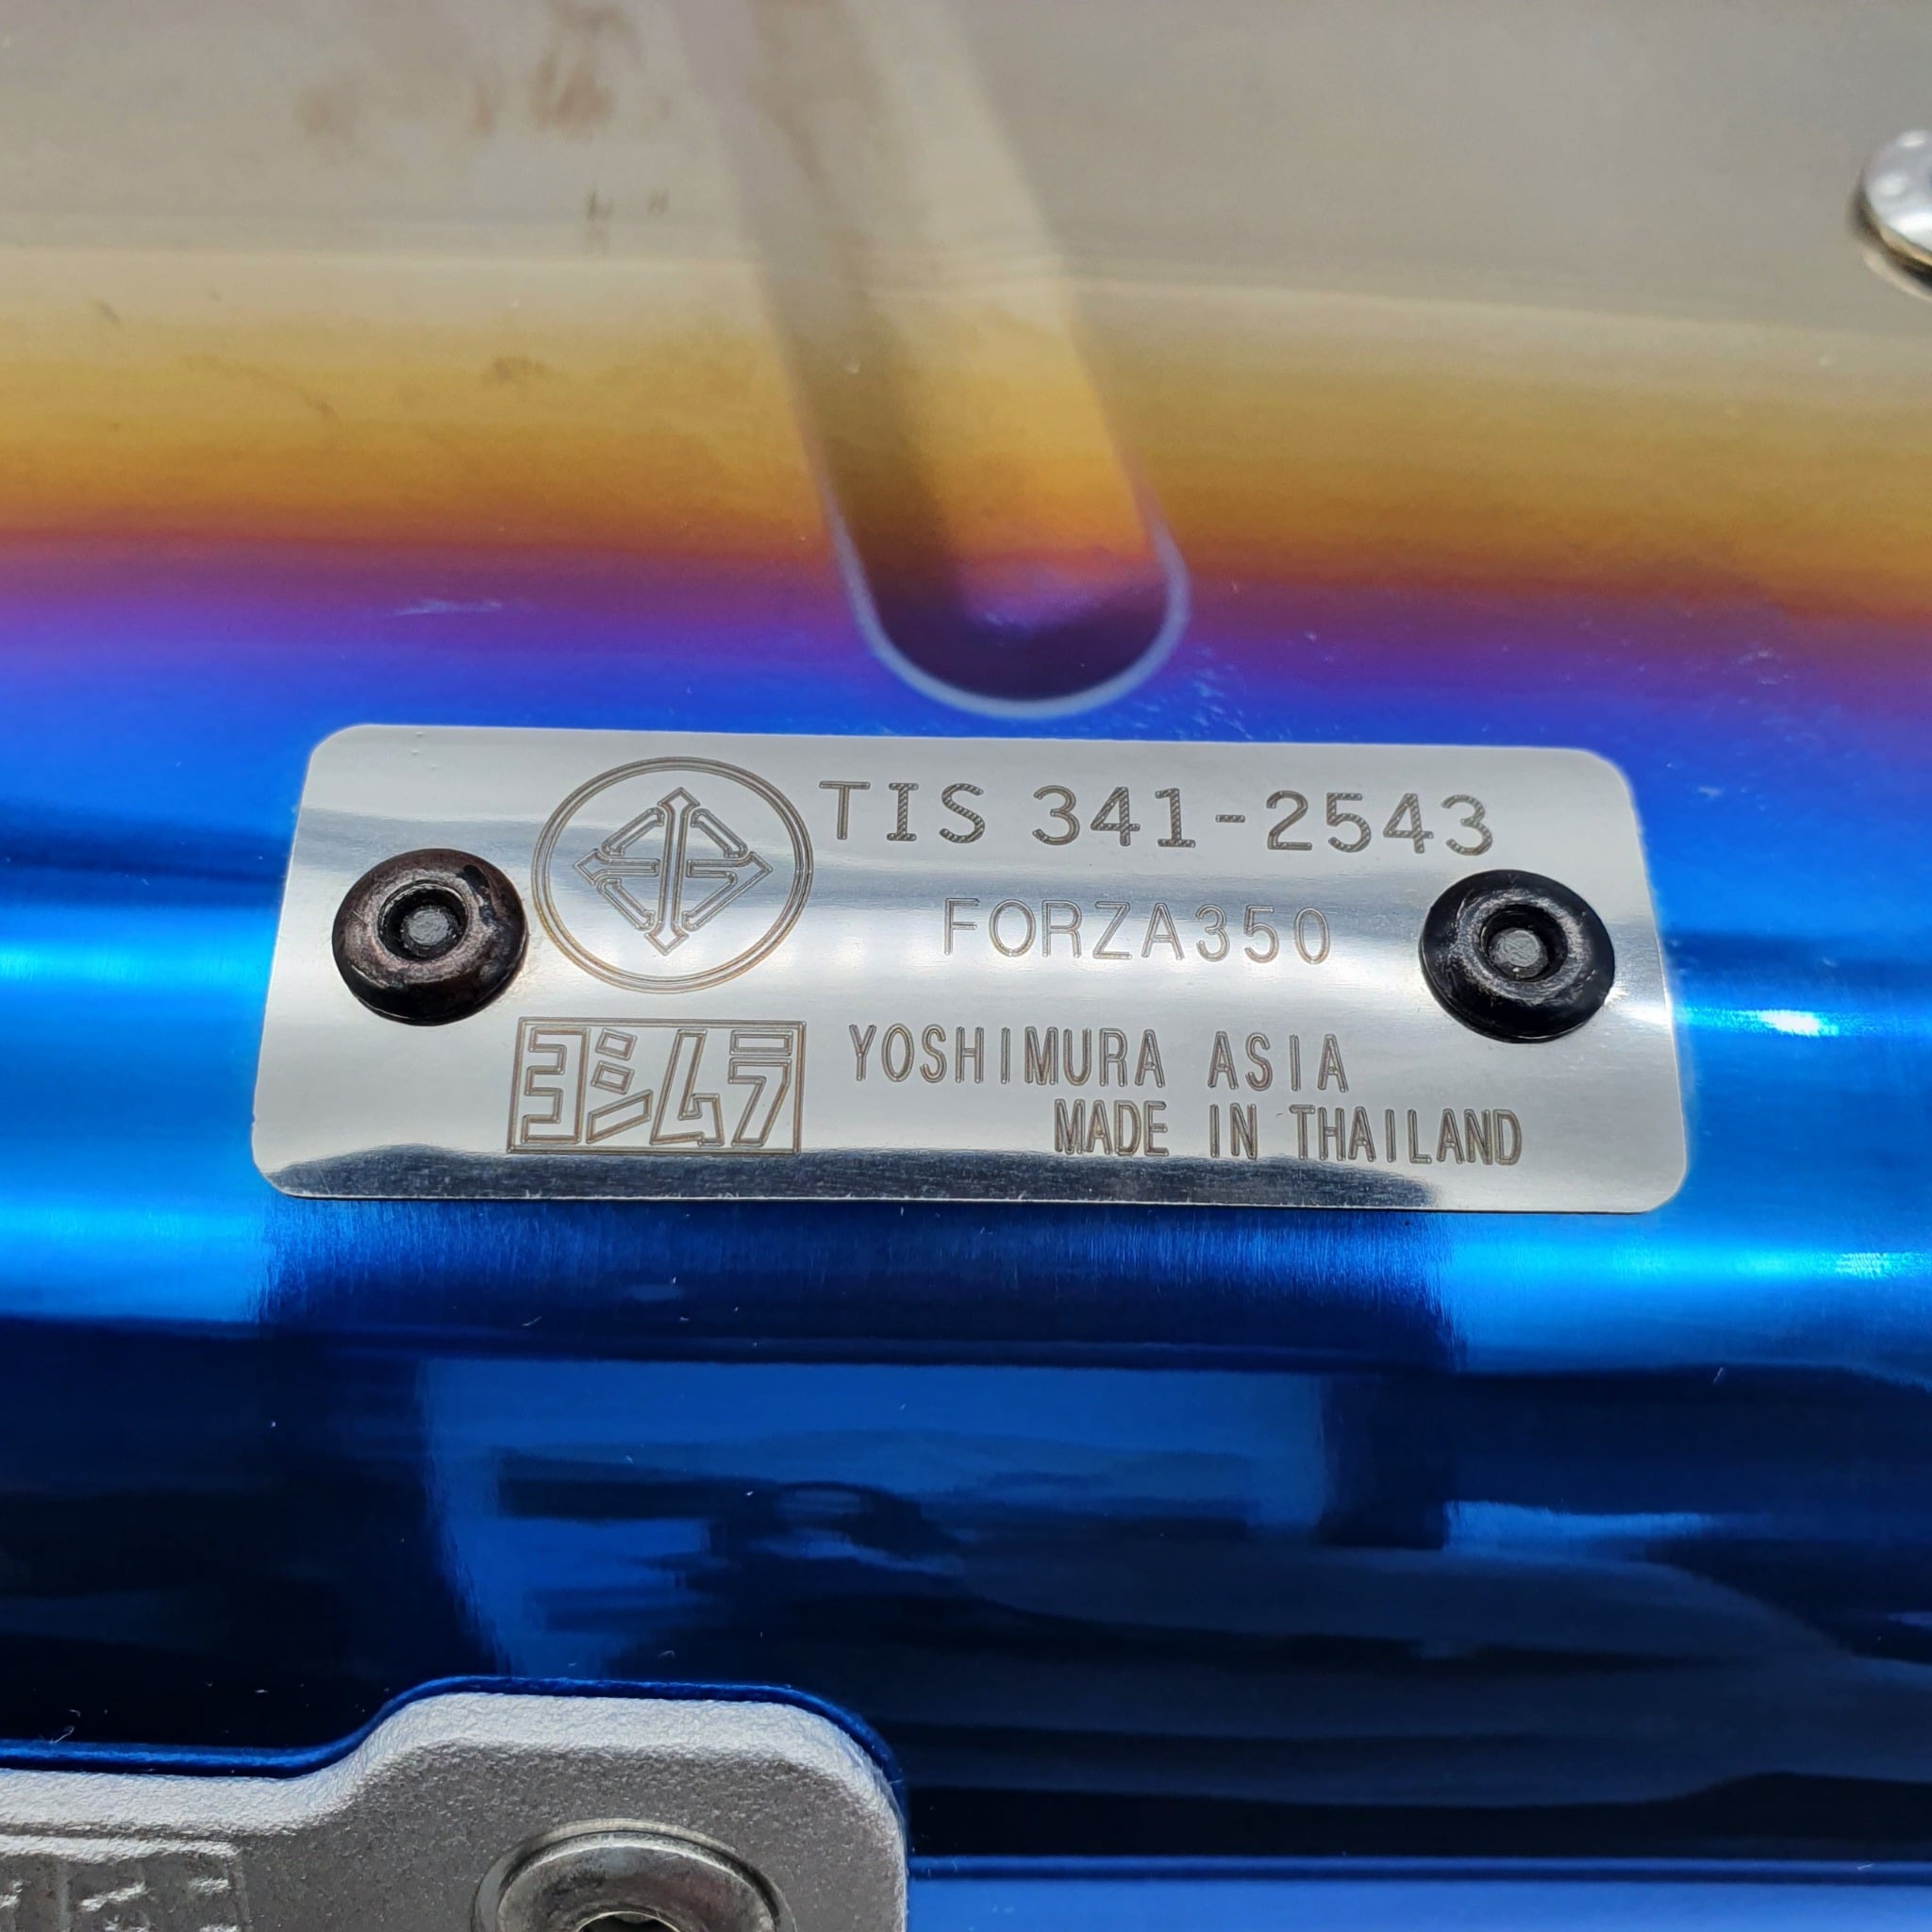 TIS 341-2543
FORZA350
ヨシムラ
YOSHIMURA ASIA
MADE IN THAILAND